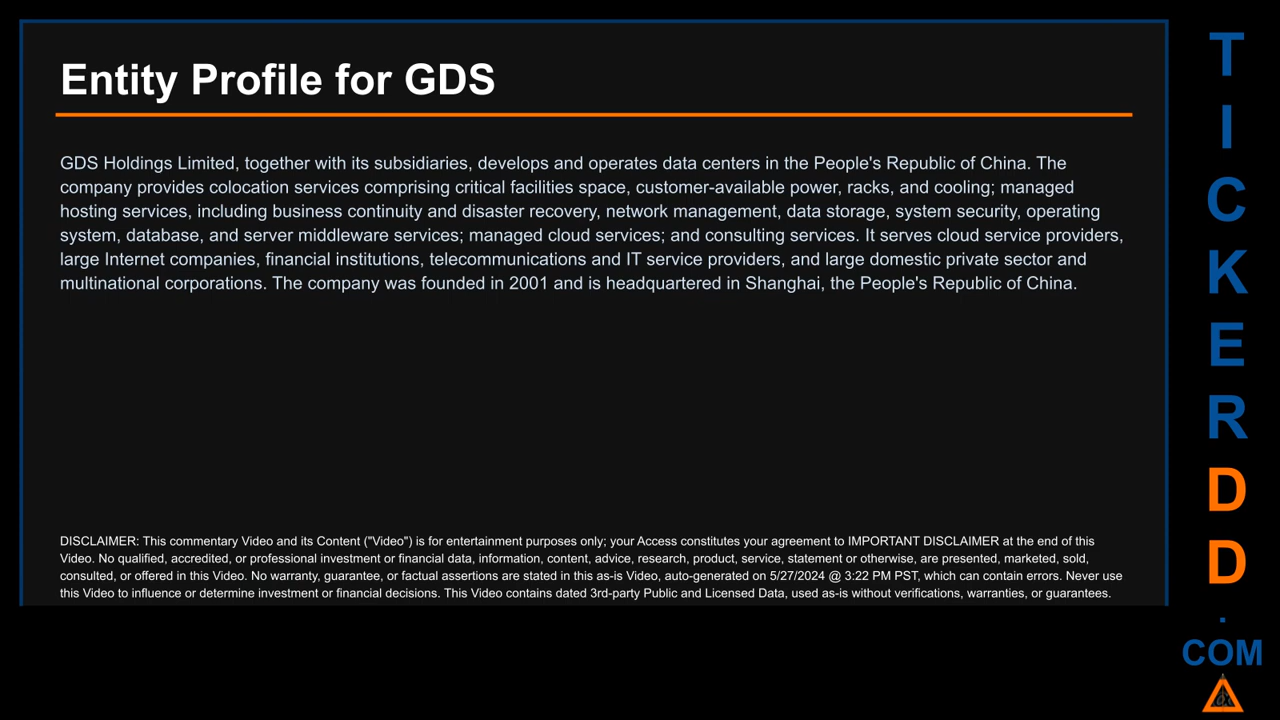 Entity Profile for GDS
GDS Holdings Limited, together with its subsidiaries, develops and operates data centers in the People's Republic of China. The
company provides colocation services comprising critical facilities space, customer-available power, racks, and cooling; managed
hosting services, including business continuity and disaster recovery, network management, data storage, system security, operating
system, database, and server middleware services; managed cloud services; and consulting services. It serves cloud service providers,
large Internet companies, financial institutions, telecommunications and IT service providers, and large domestic private sector and
multinational corporations. The company was founded in 2001 and is headquartered in Shanghai, the People's Republic of China.
DISCLAIMER: This commentary Video and its Content ("Video") is for entertainment purposes only; your Access constitutes your agreement to IMPORTANT DISCLAIMER at the end of this
Video. No qualified, accredited, or professional investment or financial data, information, content, advice, research, product, service, statement or otherwise, are presented, marketed, sold,
consulted, or offered in this Video. No warranty, guarantee, or factual assertions are stated in this as-is Video, auto-generated on 5/27/2024 @ 3:22 PM PST, which can contain errors. Never use
this Video to influence or determine investment or financial decisions. This Video contains dated 3rd-party Public and Licensed Data, used as-is without verifications, warranties, or guarantees.
T
I
C
K
E
R
D
D
.
COM